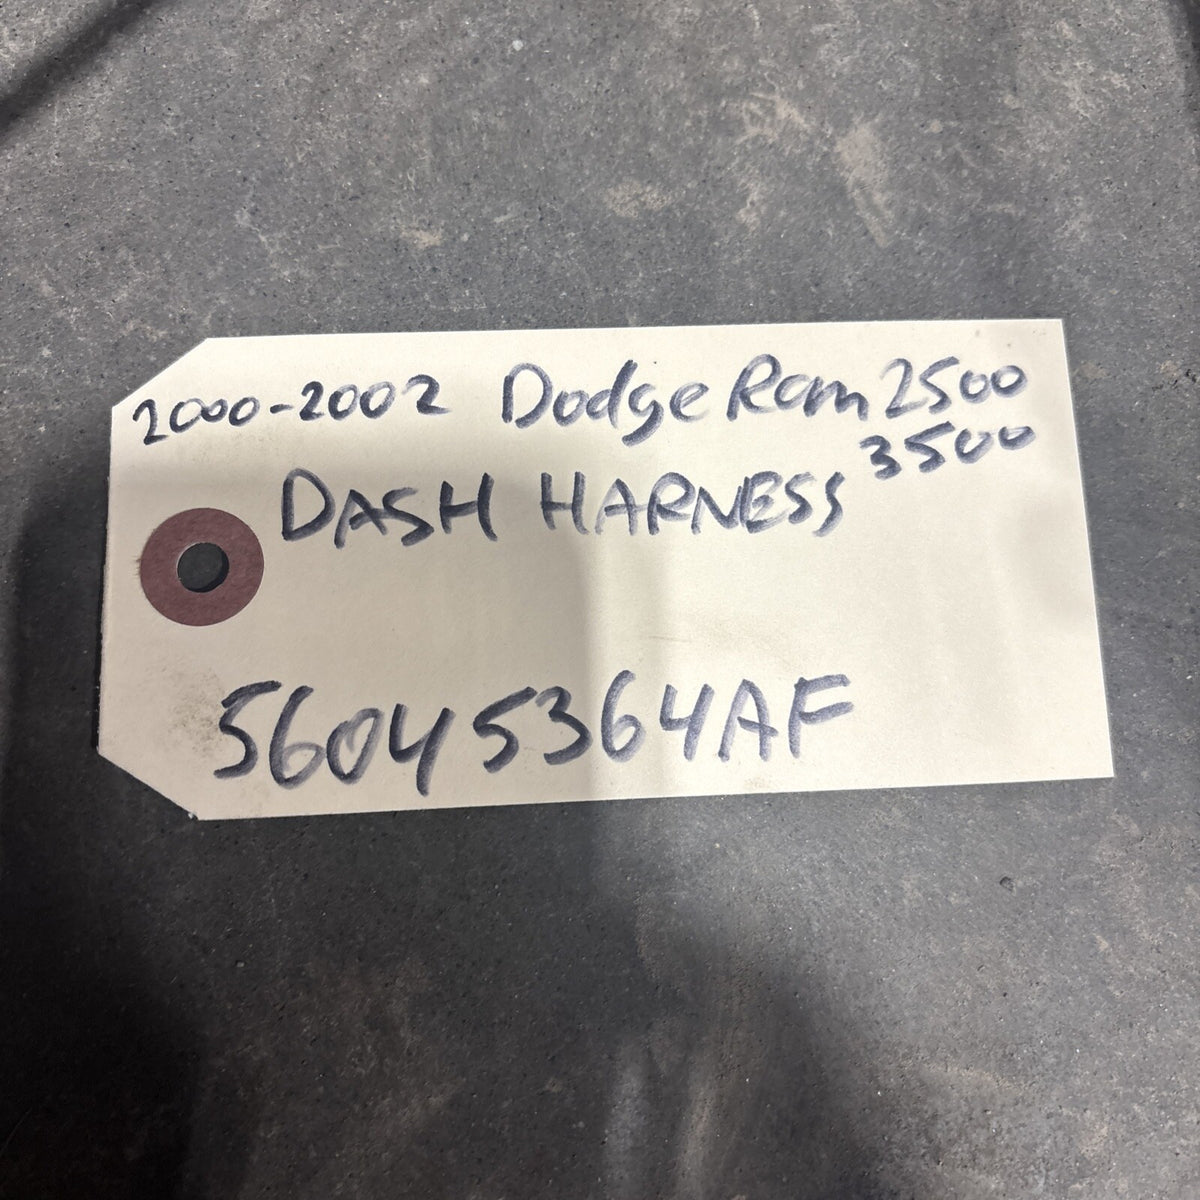 2000-2002 Dodge Ram 2500
3500
DASH HARNESS
56045364AF